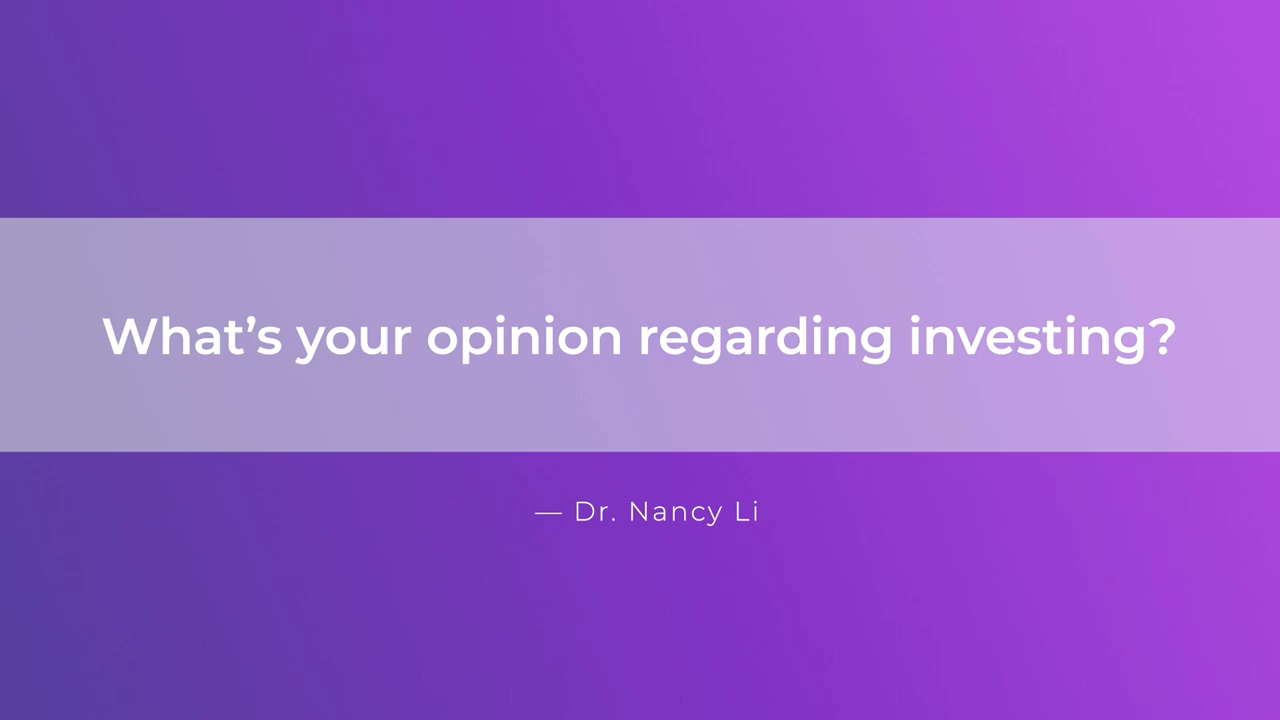 What’s your opinion regarding investing?
— Dr. Nancy Li